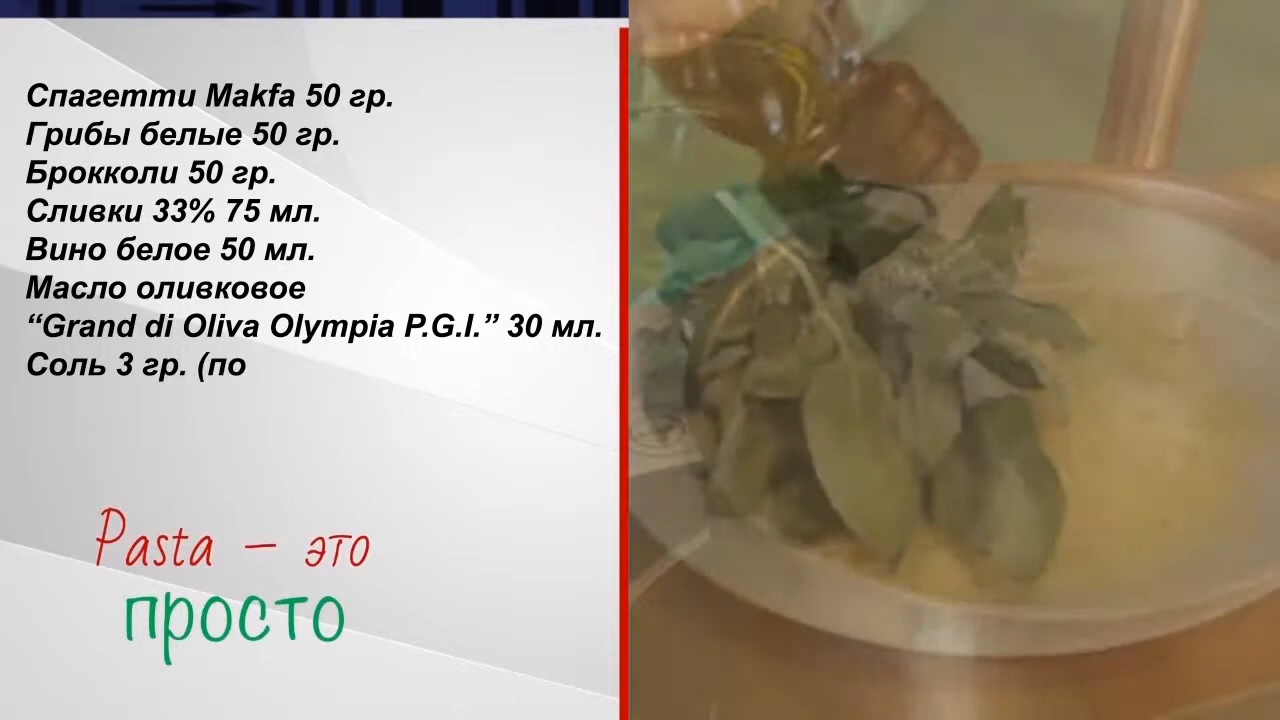 Спагетти Makfa 50 гр.
Грибы белые 50 гр.
Брокколи 50 гр.
Сливки 33% 75 мл.
Вино белое 50 мл.
Масло оливковое
“Grand di Oliva Olympia P.G.I.” 30 мл.
Соль 3 гр. (по
Pasta – это
просто